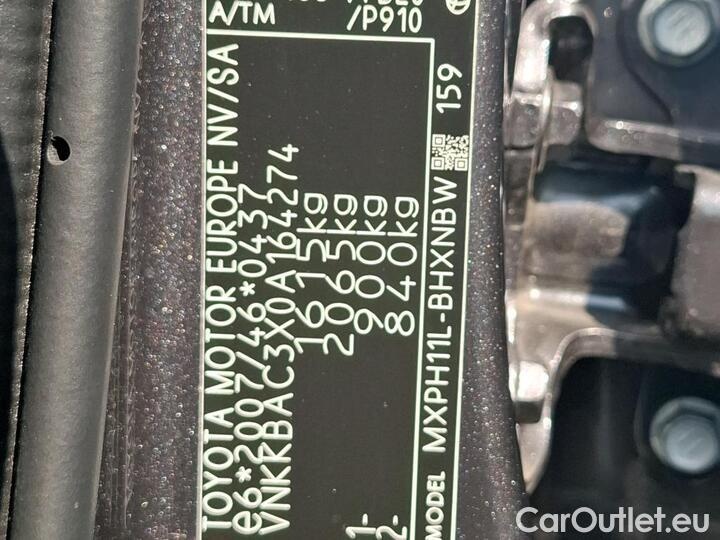 TOYOTA MOTOR EUROPE NV/SA
e6*2007/46*0437
VNKKBAC3X0A164274
1615kg
2065kg
1- 900kg
2- 840kg
MODEL MXPH11L-BHXNBW 159
A/TM /P910
CarOutlet.eu